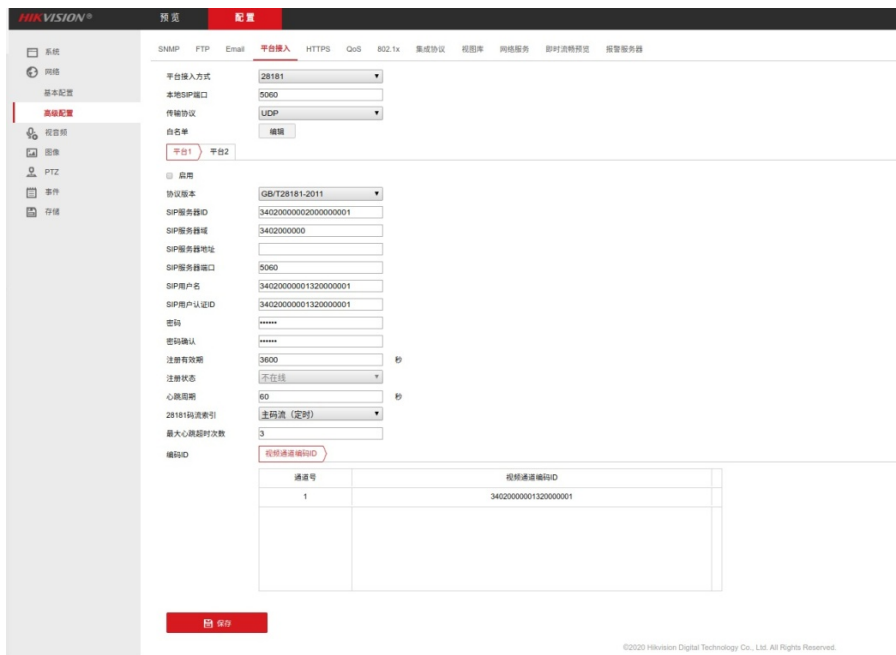 HIKVISION®
预览
配置
系统
网络
基本配置
高级配置
视音频
图像
PTZ
事件
存储
SNMP FTP Email 平台接入 HTTPS QoS 802.1x 集成协议 视图库 网络服务 即时流畅预览 报警服务器
平台接入方式 28181
本地SIP端口 5060
传输协议 UDP
白名单 编辑
平台1 平台2
启用
协议版本 GB/T28181-2011
SIP服务器ID 34020000002000000001
SIP服务器域 3402000000
SIP服务器地址
SIP服务器端口 5060
SIP用户名 34020000001320000001
SIP用户认证ID 34020000001320000001
密码 ••••••
密码确认 ••••••
注册有效期 3600 秒
注册状态 不在线
心跳周期 60 秒
28181码流索引 主码流（定时）
最大心跳超时次数 3
编码ID 视频通道编码ID
通道号 视频通道编码ID
1 34020000001320000001
保存
©2020 Hikvision Digital Technology Co., Ltd. All Rights Reserved.